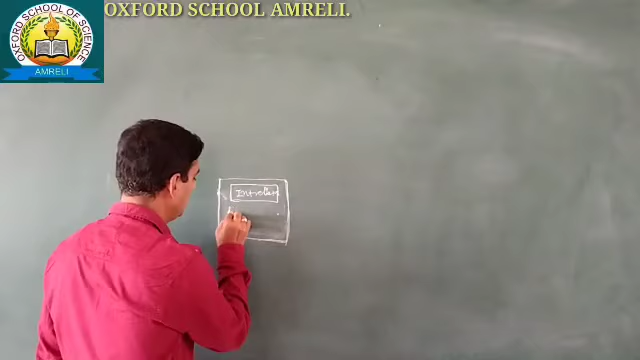 OXFORD SCHOOL AMRELI.
OXFORD SCHOOL OF SCIENCE
AMRELI